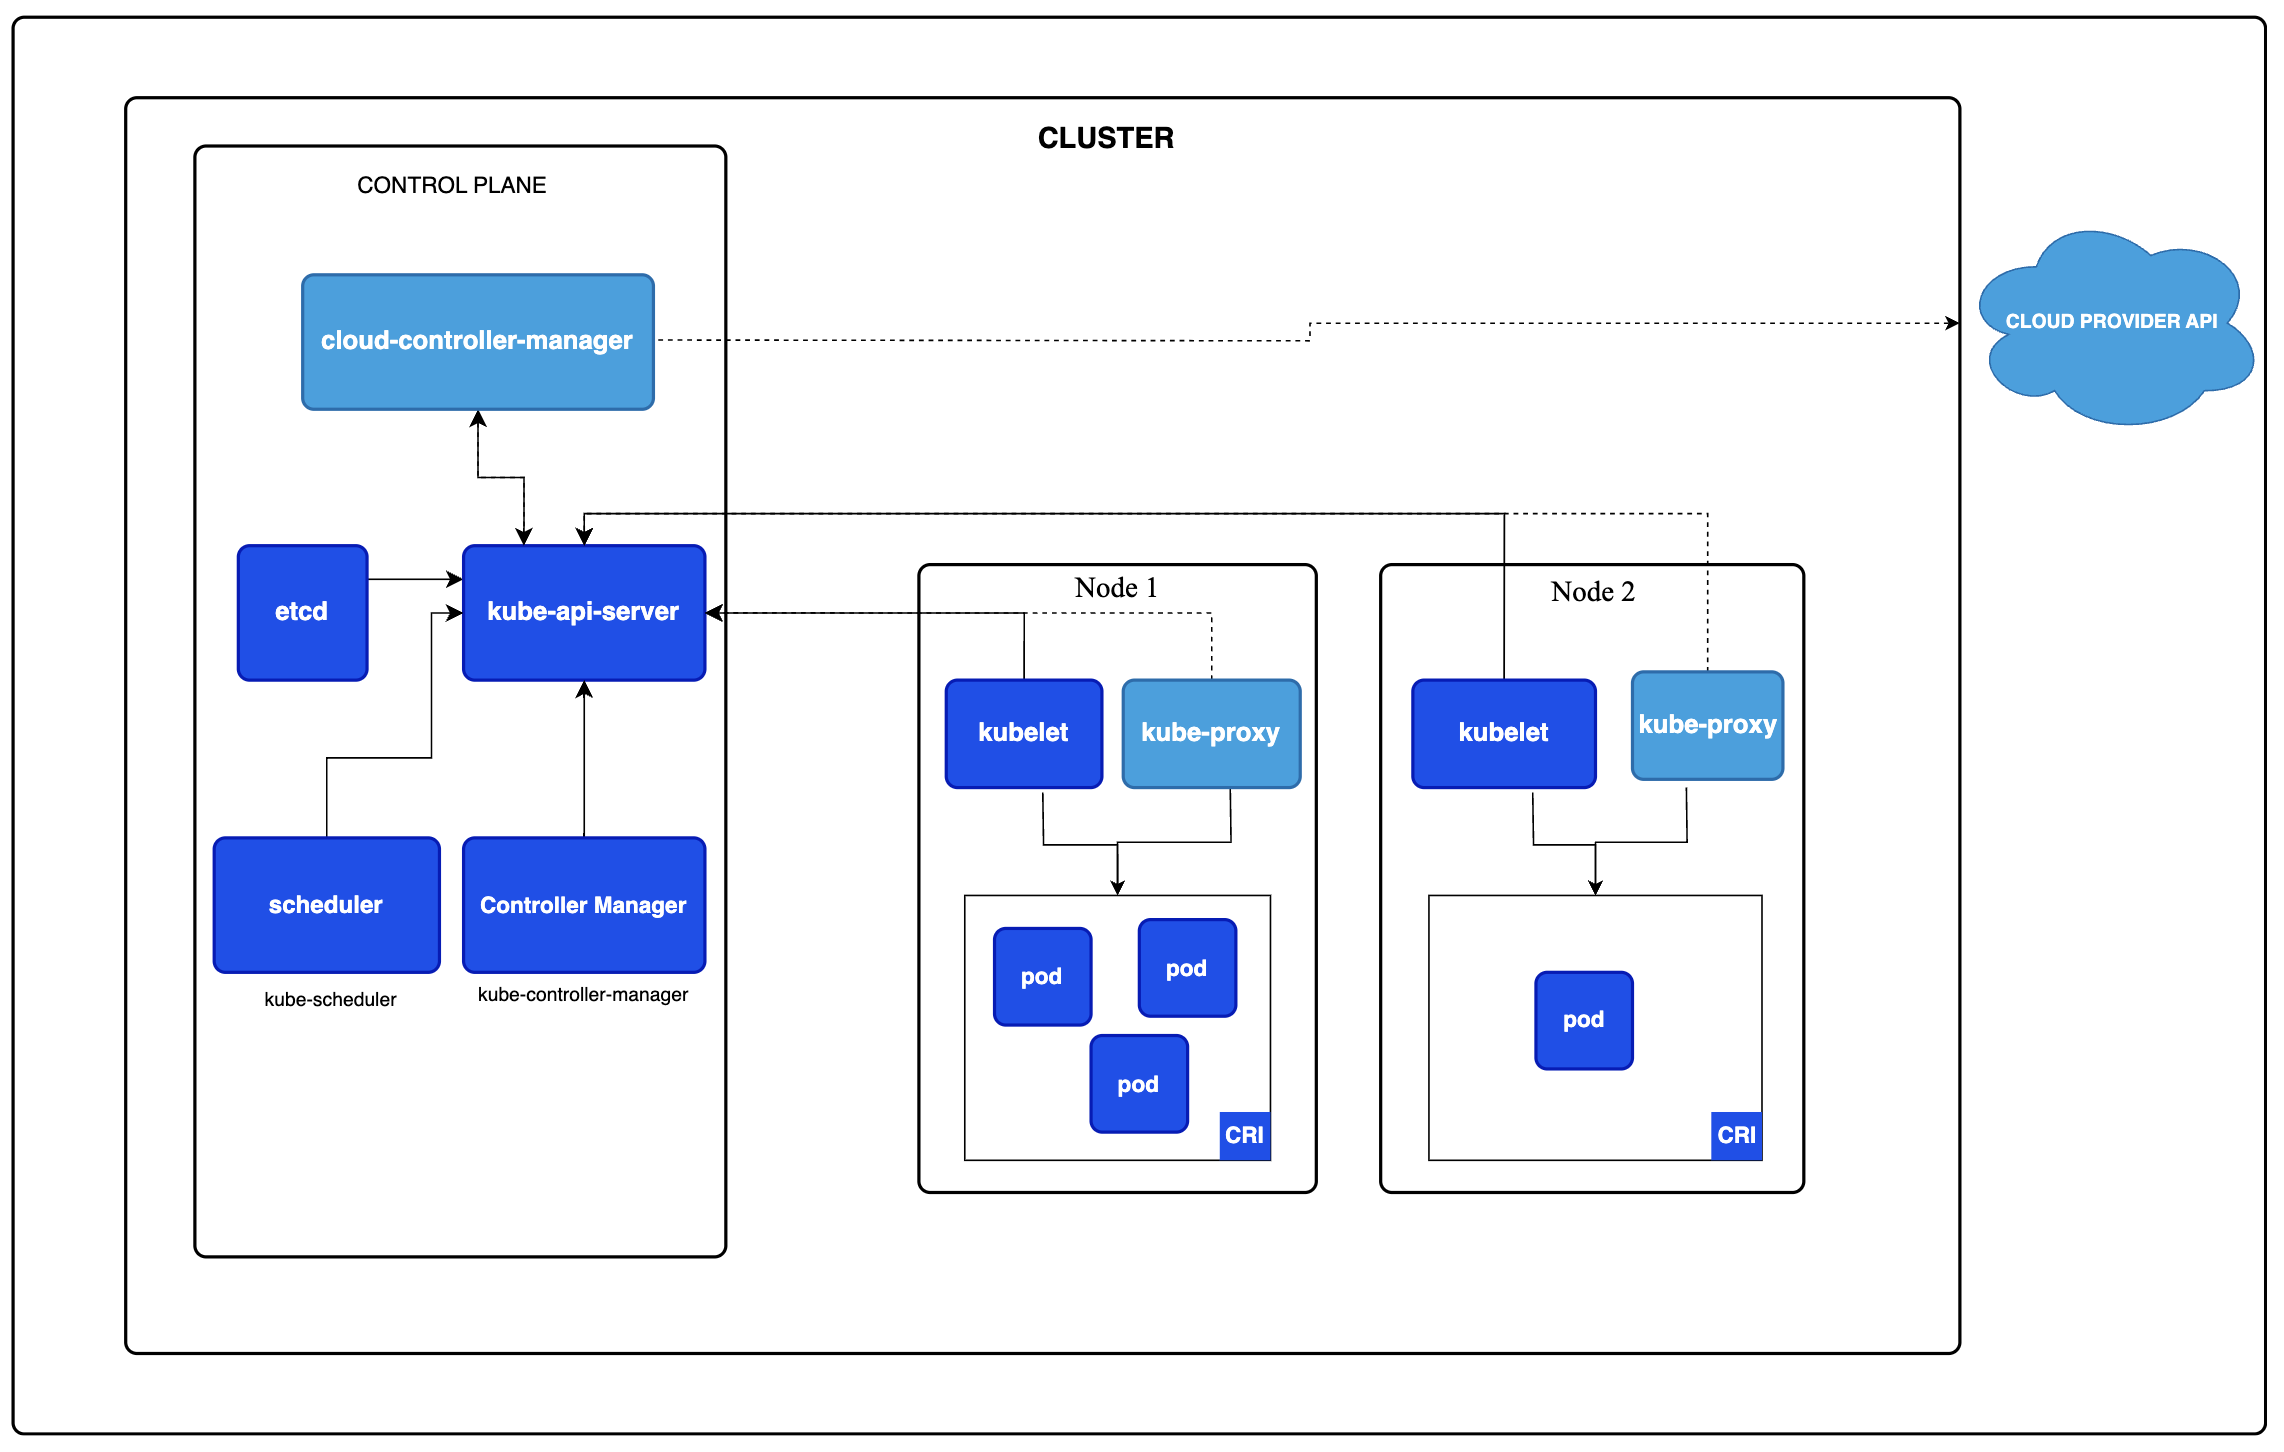 CLUSTER
CONTROL PLANE
cloud-controller-manager
CLOUD PROVIDER API
etcd
kube-api-server
scheduler
Controller Manager
kube-scheduler
kube-controller-manager
Node 1
kubelet
kube-proxy
pod
pod
pod
CRI
Node 2
kubelet
kube-proxy
pod
CRI